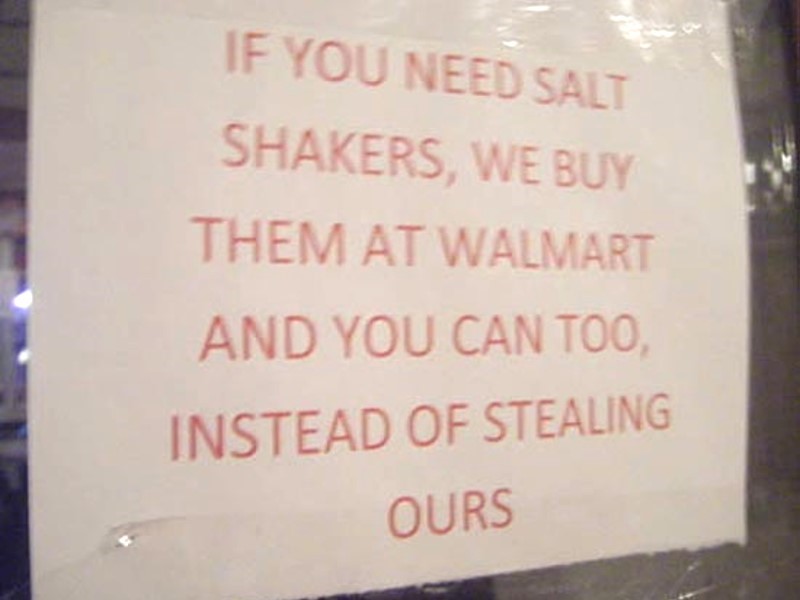 IF YOU NEED SALT
SHAKERS, WE BUY
THEM AT WALMART
AND YOU CAN TOO,
INSTEAD OF STEALING
OURS